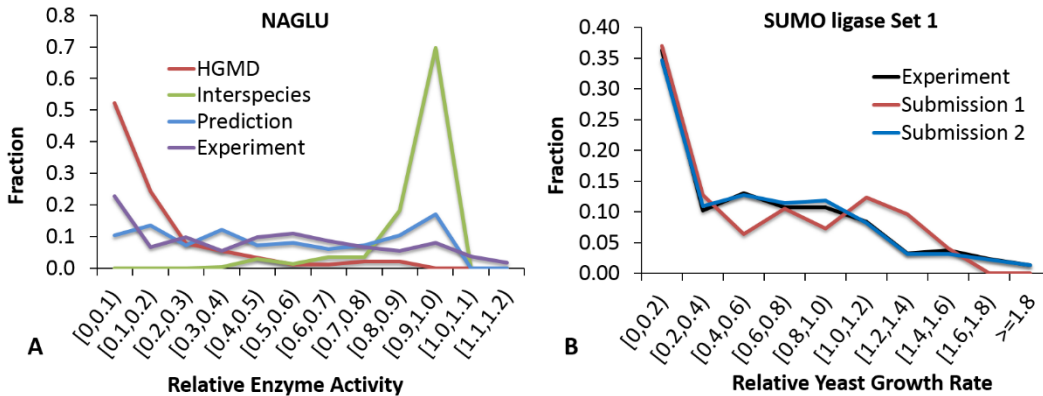 NAGLU
Fraction
0.8
0.7
0.6
0.5
0.4
0.3
0.2
0.1
0.0
HGMD
Interspecies
Prediction
Experiment
[0,0.1)
[0.1,0.2)
[0.2,0.3)
[0.3,0.4)
[0.4,0.5)
[0.5,0.6)
[0.6,0.7)
[0.7,0.8)
[0.8,0.9)
[0.9,1.0)
[1.0,1.1)
[1.1,1.2)
A
Relative Enzyme Activity
SUMO ligase Set 1
Fraction
0.40
0.35
0.30
0.25
0.20
0.15
0.10
0.05
0.00
Experiment
Submission 1
Submission 2
[0,0.2)
[0.2,0.4)
[0.4,0.6)
[0.6,0.8)
[0.8,1.0)
[1.0,1.2)
[1.2,1.4)
[1.4,1.6)
[1.6,1.8)
>=1.8
B
Relative Yeast Growth Rate